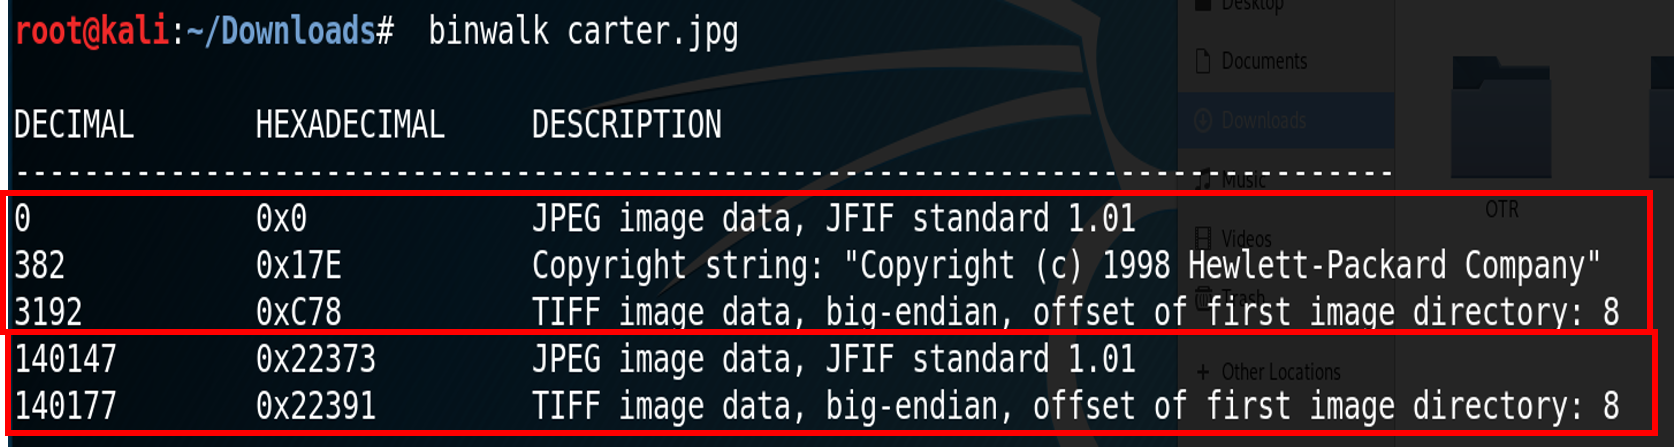 Desktop
root@kali:~/Downloads# binwalk carter.jpg
Documents
DECIMAL HEXADECIMAL DESCRIPTION
Downloads
--------------------------------------------------------------------------------
Music
OTR
0 0x0 JPEG image data, JFIF standard 1.01
Videos
382 0x17E Copyright string: "Copyright (c) 1998 Hewlett-Packard Company"
Trash
3192 0xC78 TIFF image data, big-endian, offset of first image directory: 8
140147 0x22373 JPEG image data, JFIF standard 1.01
+ Other Locations
140177 0x22391 TIFF image data, big-endian, offset of first image directory: 8